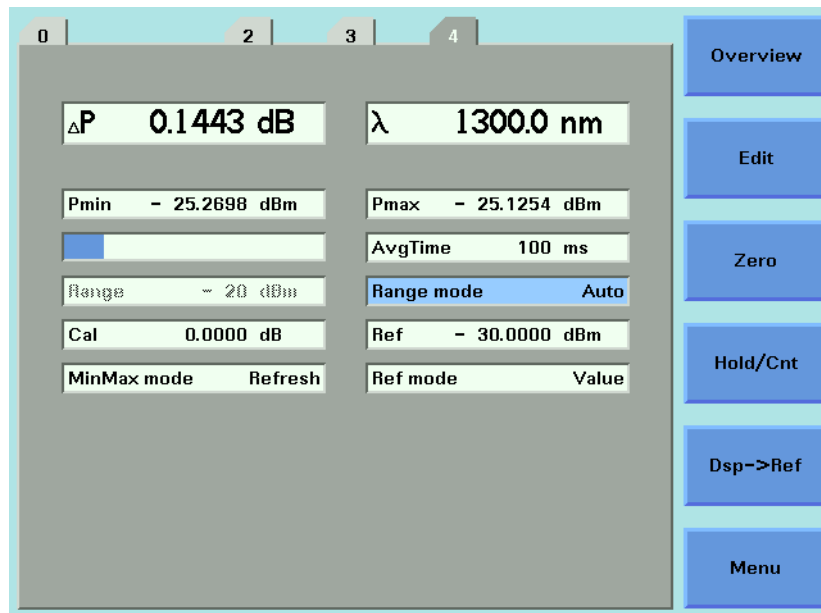 0 2 3 4
△P 0.1443 dB
λ 1300.0 nm
Pmin - 25.2698 dBm
Pmax - 25.1254 dBm
AvgTime 100 ms
Range - 20 dBm
Range mode Auto
Cal 0.0000 dB
Ref - 30.0000 dBm
MinMax mode Refresh
Ref mode Value
Overview
Edit
Zero
Hold/Cnt
Dsp->Ref
Menu